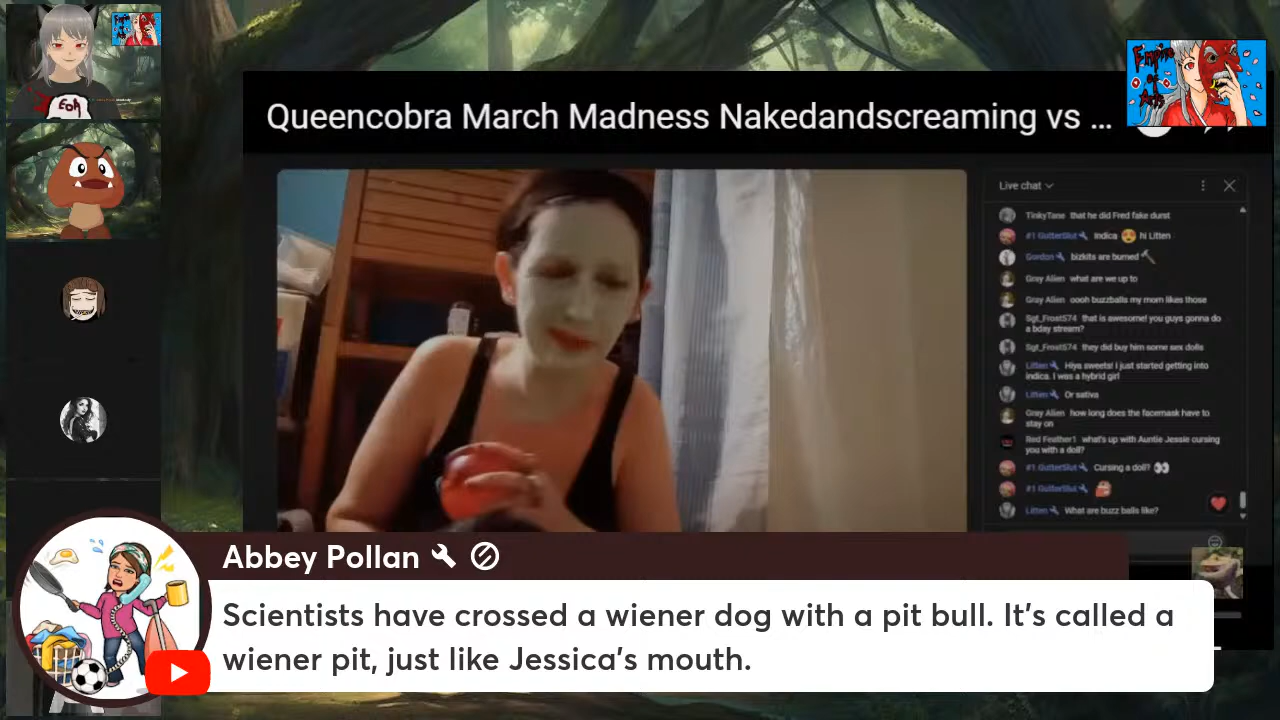 EOA
Empire of Arts
Queencobra March Madness Nakedandscreaming vs ...
Live chat
TinkyTane that he did Fred fake durst
#1 GutterSlut Indica 😍 hi Litten
Gordon bizkits are burned 🔨
Gray Alien what are we up to
Gray Alien oooh buzzballs my mom likes those
Sgt_Frost574 that is awesome! you guys gonna do
a bday stream?
Sgt_Frost574 they did buy him some sex dolls
Litten Hiya sweets! I just started getting into
indica. I was a hybrid girl
Litten Or sativa
Gray Alien how long does the facemask have to
stay on
Red Feather1 what's up with Auntie Jessie cursing
you with a doll?
#1 GutterSlut Cursing a doll? 👀
#1 GutterSlut
Litten What are buzz balls like?
Abbey Pollan
Scientists have crossed a wiener dog with a pit bull. It's called a
wiener pit, just like Jessica's mouth.